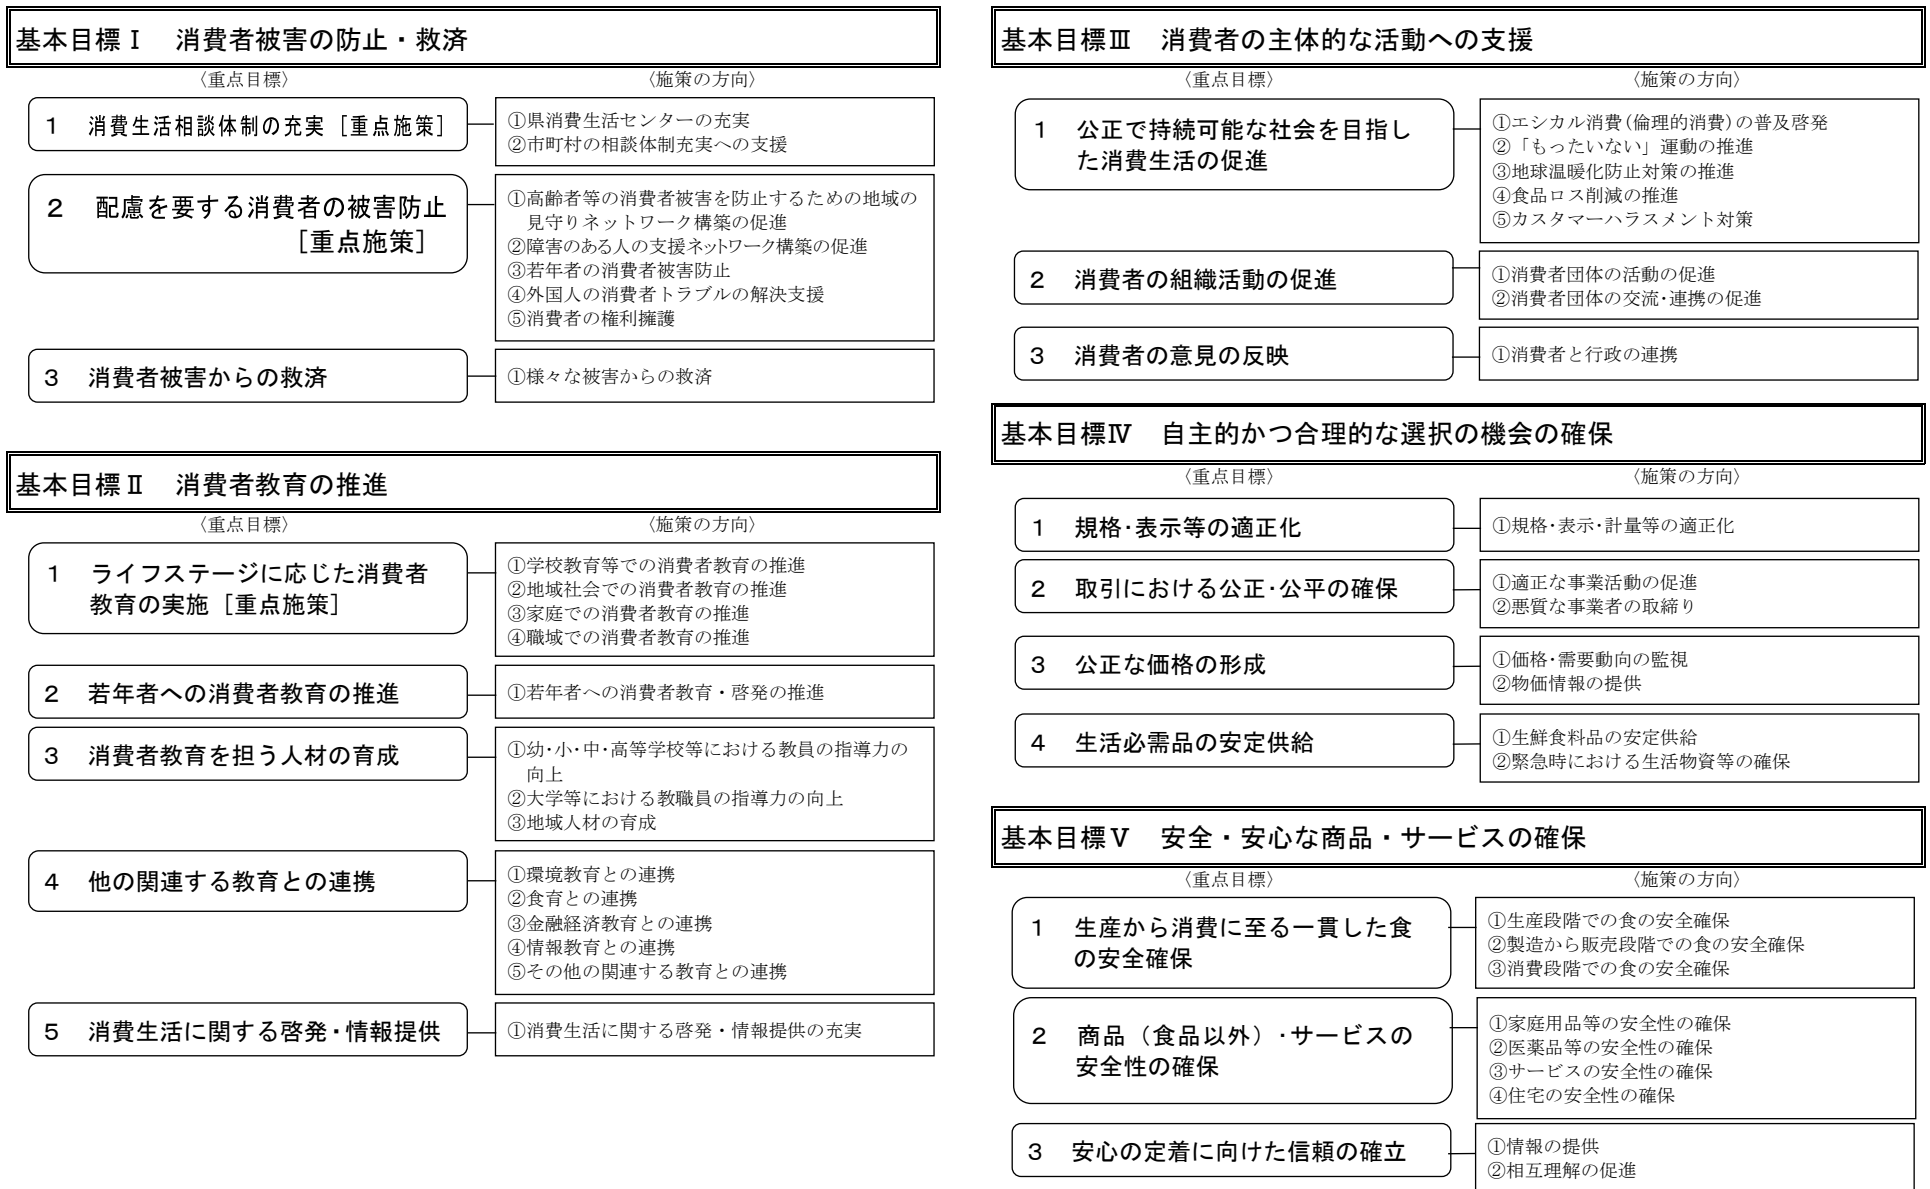 基本目標Ⅰ　消費者被害の防止・救済
〈重点目標〉
〈施策の方向〉
1　消費生活相談体制の充実［重点施策］
①県消費生活センターの充実
②市町村の相談体制充実への支援
2　配慮を要する消費者の被害防止
［重点施策］
①高齢者等の消費者被害を防止するための地域の
見守りネットワーク構築の促進
②障害のある人の支援ネットワーク構築の促進
③若年者の消費者被害防止
④外国人の消費者トラブルの解決支援
⑤消費者の権利擁護
3　消費者被害からの救済
①様々な被害からの救済
基本目標Ⅱ　消費者教育の推進
〈重点目標〉
〈施策の方向〉
1　ライフステージに応じた消費者
教育の実施［重点施策］
①学校教育等での消費者教育の推進
②地域社会での消費者教育の推進
③家庭での消費者教育の推進
④職域での消費者教育の推進
2　若年者への消費者教育の推進
①若年者への消費者教育・啓発の推進
3　消費者教育を担う人材の育成
①幼･小･中･高等学校等における教員の指導力の
向上
②大学等における教職員の指導力の向上
③地域人材の育成
4　他の関連する教育との連携
①環境教育との連携
②食育との連携
③金融経済教育との連携
④情報教育との連携
⑤その他の関連する教育との連携
5　消費生活に関する啓発・情報提供
①消費生活に関する啓発・情報提供の充実
基本目標Ⅲ　消費者の主体的な活動への支援
〈重点目標〉
〈施策の方向〉
1　公正で持続可能な社会を目指し
た消費生活の促進
①エシカル消費(倫理的消費)の普及啓発
②「もったいない」運動の推進
③地球温暖化防止対策の推進
④食品ロス削減の推進
⑤カスタマーハラスメント対策
2　消費者の組織活動の促進
①消費者団体の活動の促進
②消費者団体の交流･連携の促進
3　消費者の意見の反映
①消費者と行政の連携
基本目標Ⅳ　自主的かつ合理的な選択の機会の確保
〈重点目標〉
〈施策の方向〉
1　規格･表示等の適正化
①規格･表示･計量等の適正化
2　取引における公正･公平の確保
①適正な事業活動の促進
②悪質な事業者の取締り
3　公正な価格の形成
①価格･需要動向の監視
②物価情報の提供
4　生活必需品の安定供給
①生鮮食料品の安定供給
②緊急時における生活物資等の確保
基本目標Ⅴ　安全・安心な商品・サービスの確保
〈重点目標〉
〈施策の方向〉
1　生産から消費に至る一貫した食
の安全確保
①生産段階での食の安全確保
②製造から販売段階での食の安全確保
③消費段階での食の安全確保
2　商品（食品以外）･サービスの
安全性の確保
①家庭用品等の安全性の確保
②医薬品等の安全性の確保
③サービスの安全性の確保
④住宅の安全性の確保
3　安心の定着に向けた信頼の確立
①情報の提供
②相互理解の促進